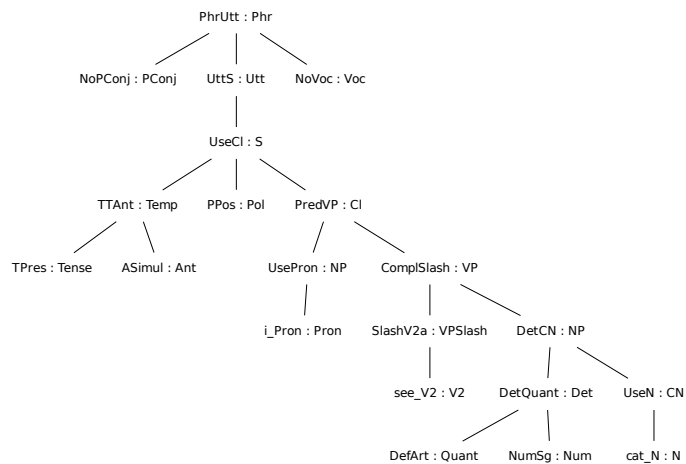 PhrUtt : Phr
NoPConj : PConj UttS : Utt NoVoc : Voc
UseCl : S
TTAnt : Temp PPos : Pol PredVP : Cl
TPres : Tense ASimul : Ant UsePron : NP ComplSlash : VP
i_Pron : Pron SlashV2a : VPSlash DetCN : NP
see_V2 : V2 DetQuant : Det UseN : CN
DefArt : Quant NumSg : Num cat_N : N